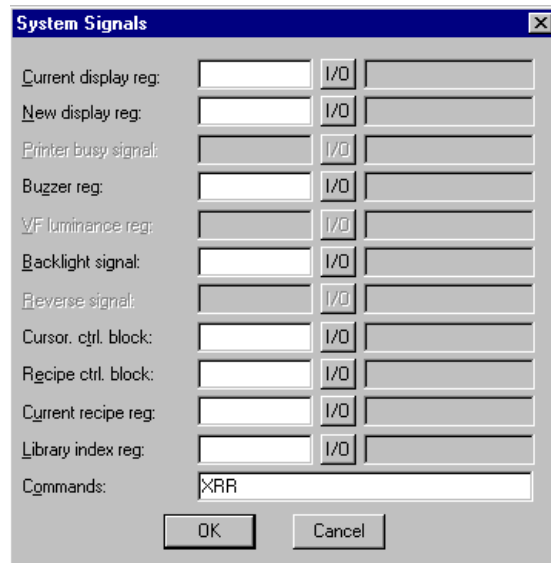 System Signals
Current display reg: I/O
New display reg: I/O
Printer busy signal: I/O
Buzzer reg: I/O
VF luminance reg: I/O
Backlight signal: I/O
Reverse signal: I/O
Cursor. ctrl. block: I/O
Recipe ctrl. block: I/O
Current recipe reg: I/O
Library index reg: I/O
Commands: XRR
OK Cancel